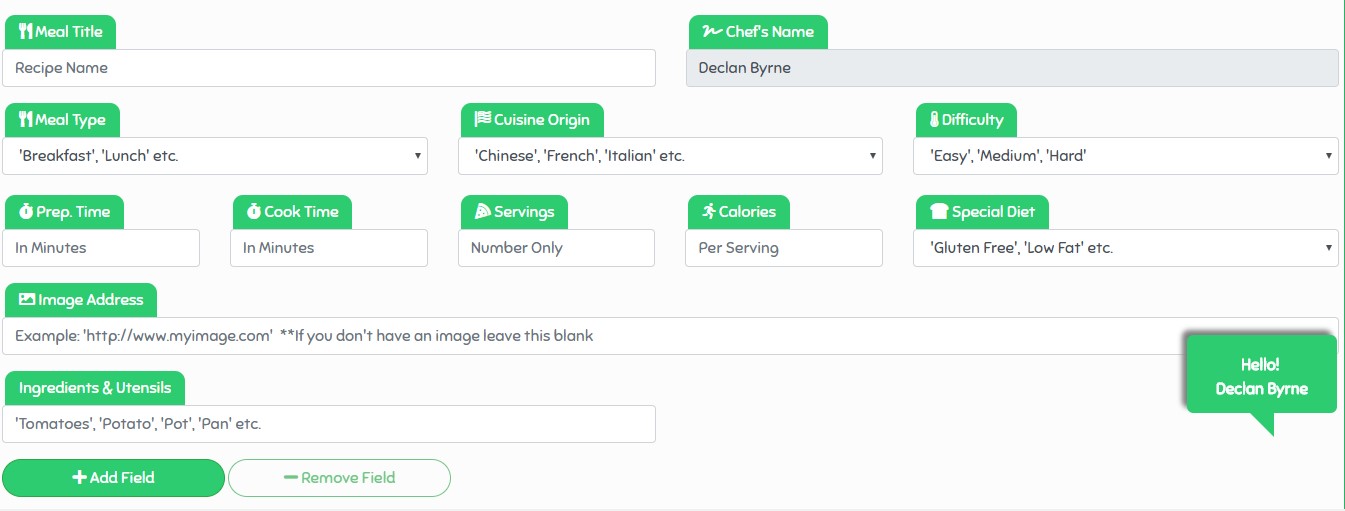 Meal Title
Chef's Name
Recipe Name
Declan Byrne
Meal Type
Cuisine Origin
Difficulty
'Breakfast', 'Lunch' etc.
'Chinese', 'French', 'Italian' etc.
'Easy', 'Medium', 'Hard'
Prep. Time
Cook Time
Servings
Calories
Special Diet
In Minutes
In Minutes
Number Only
Per Serving
'Gluten Free', 'Low Fat' etc.
Image Address
Example: 'http://www.myimage.com' **If you don't have an image leave this blank
Hello!
Declan Byrne
Ingredients & Utensils
'Tomatoes', 'Potato', 'Pot', 'Pan' etc.
Add Field
Remove Field